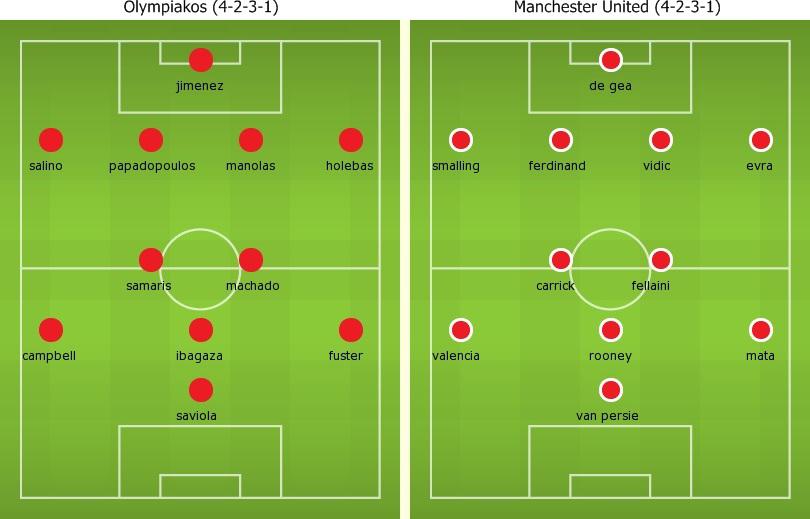 Olympiakos (4-2-3-1)
jimenez
salino papadopoulos manolas holebas
samaris machado
campbell ibagaza fuster
saviola
Manchester United (4-2-3-1)
de gea
smalling ferdinand vidic evra
carrick fellaini
valencia rooney mata
van persie